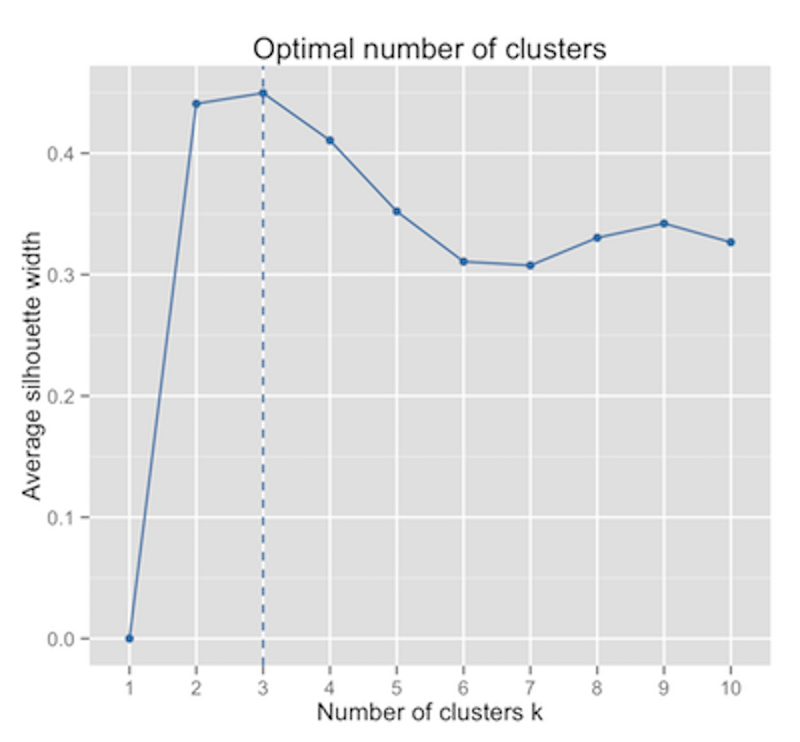 Optimal number of clusters
Average silhouette width
0.4
0.3
0.2
0.1
0.0
1 2 3 4 5 6 7 8 9 10
Number of clusters k